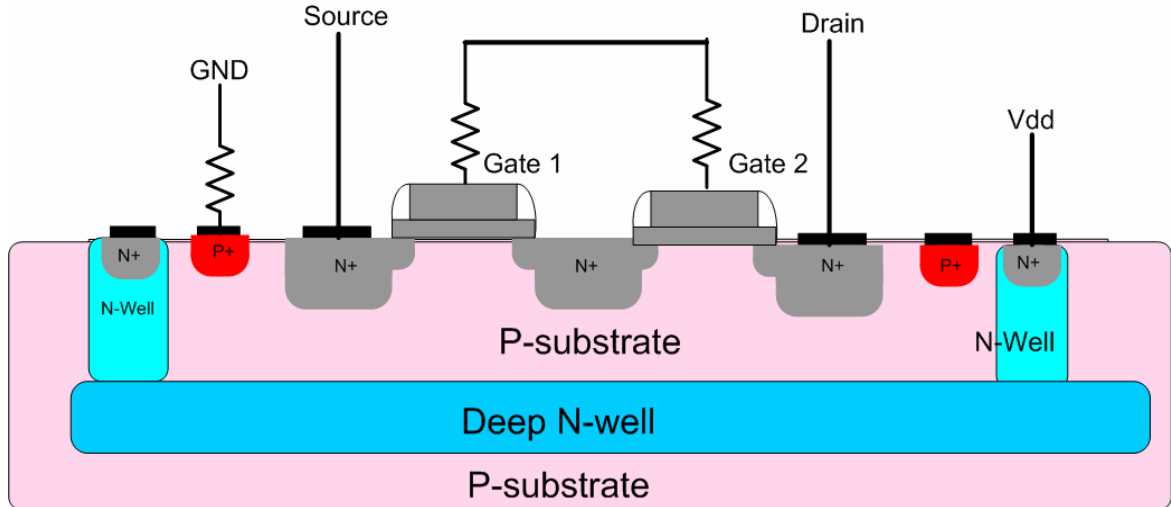 Source
Drain
GND
Vdd
Gate 1
Gate 2
N+
P+
N+
N+
N+
P+
N+
N-Well
N-Well
P-substrate
Deep N-well
P-substrate